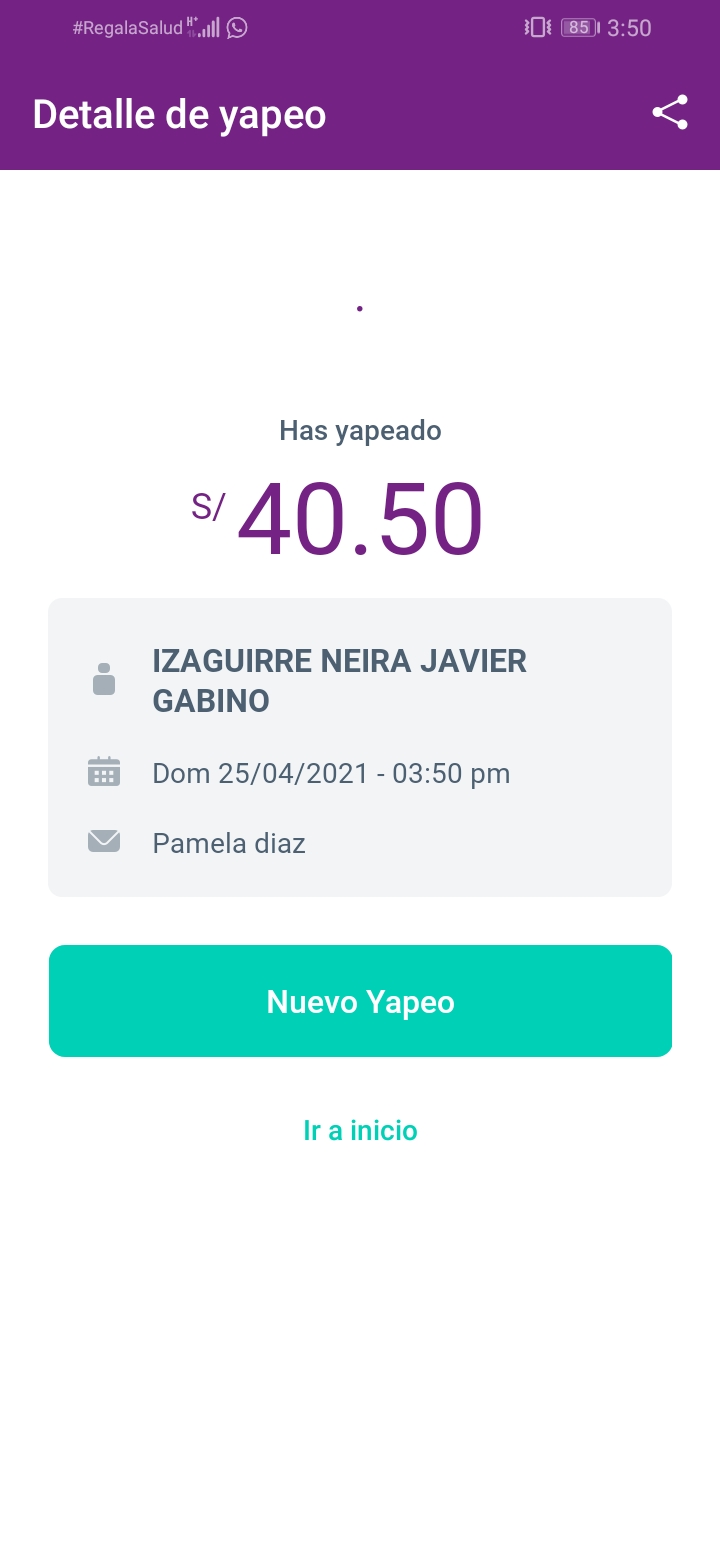 #RegalaSalud H+ 85 3:50
Detalle de yapeo
Has yapeado
S/ 40.50
IZAGUIRRE NEIRA JAVIER
GABINO
Dom 25/04/2021 - 03:50 pm
Pamela diaz
Nuevo Yapeo
Ir a inicio